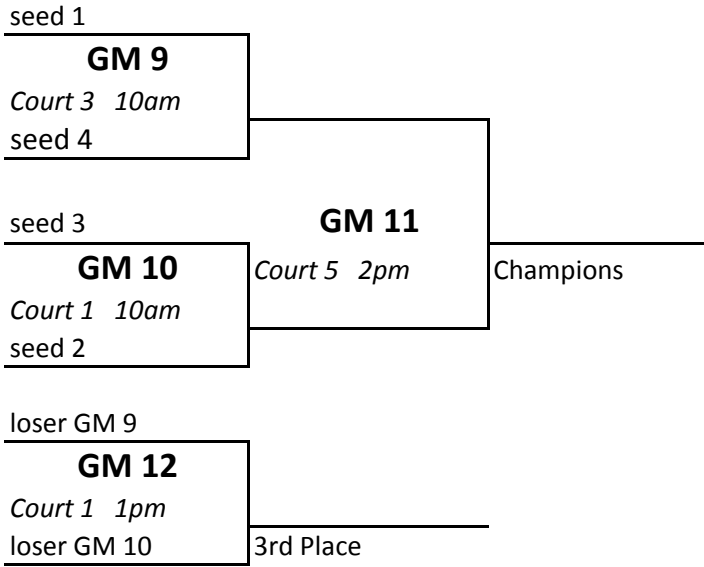 seed 1
GM 9
Court 3   10am
seed 4
seed 3
GM 11
GM 10
Court 5   2pm
Champions
Court 1   10am
seed 2
loser GM 9
GM 12
Court 1   1pm
loser GM 10
3rd Place